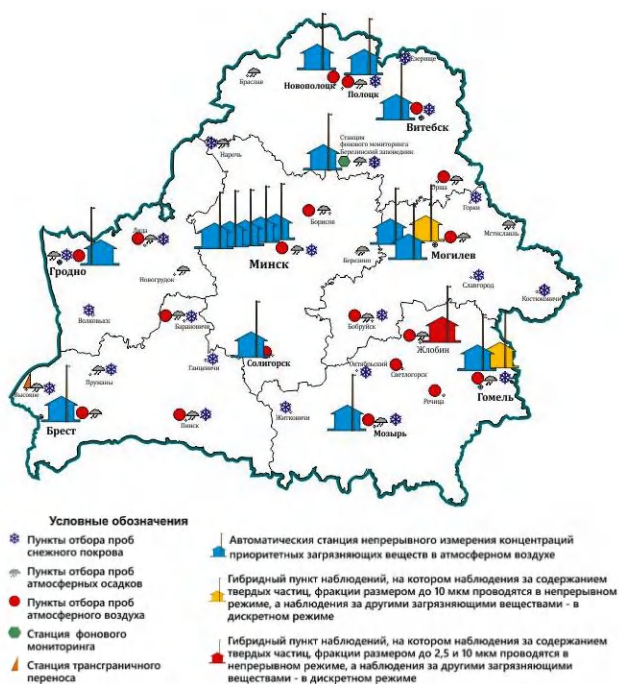 Езерище
Браслав
Новополоцк
Полоцк
Витебск
Станция
фонового мониторинга
Березинский заповедник
Нарочь
Орша
Горки
Лида
Борисов
Мстиславль
Минск
Березино
Могилев
Гродно
Новогрудок
Славгород
Костюковичи
Волковыск
Барановичи
Бобруйск
Жлобин
Солигорск
Ганцевичи
Октябрьский
Светлогорск
Пружаны
Высокое
Речица
Гомель
Брест
Пинск
Житковичи
Мозырь
Условные обозначения
Пункты отбора проб
снежного покрова
Пункты отбора проб
атмосферных осадков
Пункты отбора проб
атмосферного воздуха
Станция фонового
мониторинга
Станция трансграничного
переноса
Автоматическия станция непрерывного измерения концентраций
приоритетных загрязняющих веществ в атмосферном воздухе
Гибридный пункт наблюдений, на котором наблюдения за содержанием
твердых частиц, фракции размером до 10 мкм проводятся в непрерывном
режиме, а наблюдения за другими загрязняющими веществами - в
дискретном режиме
Гибридный пункт наблюдений, на котором наблюдения за содержанием
твердых частиц, фракции размером до 2,5 и 10 мкм проводятся в
непрерывном режиме, а наблюдения за другими загрязняющими
веществами - в дискретном режиме